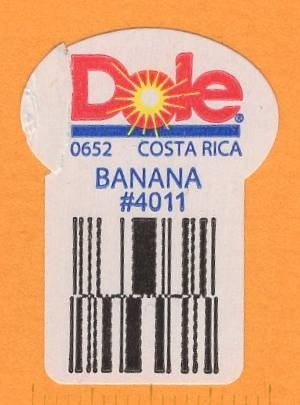 Dole®
0652 COSTA RICA
BANANA
#4011